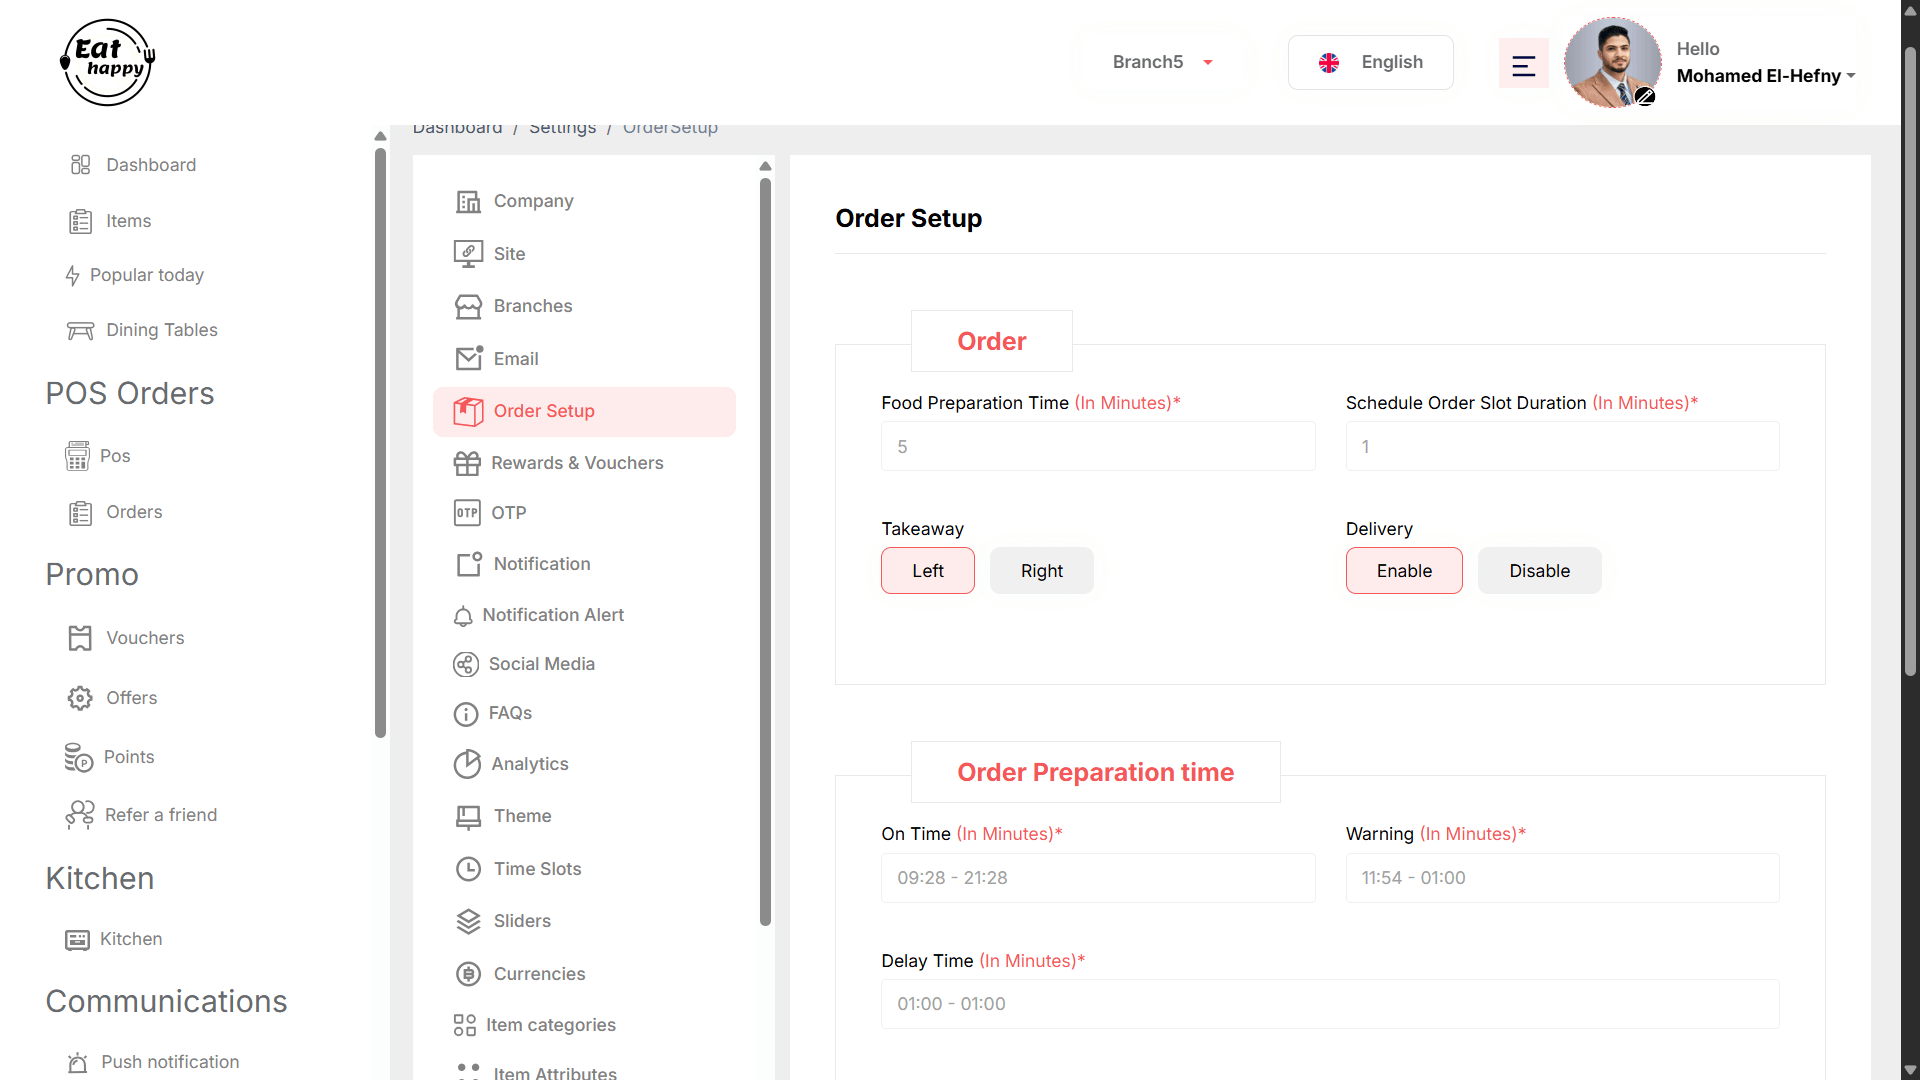 Eat
happy
Branch5
English
Hello
Mohamed El-Hefny
Dashboard
Items
Popular today
Dining Tables
POS Orders
Pos
Orders
Promo
Vouchers
Offers
Points
Refer a friend
Kitchen
Kitchen
Communications
Push notification
Dashboard / Settings / OrderSetup
Company
Site
Branches
Email
Order Setup
Rewards & Vouchers
OTP OTP
Notification
Notification Alert
Social Media
FAQs
Analytics
Theme
Time Slots
Sliders
Currencies
Item categories
Item Attributes
Order Setup
Order
Food Preparation Time (In Minutes)*
5
Schedule Order Slot Duration (In Minutes)*
1
Takeaway
Left Right
Delivery
Enable Disable
Order Preparation time
On Time (In Minutes)*
09:28 - 21:28
Warning (In Minutes)*
11:54 - 01:00
Delay Time (In Minutes)*
01:00 - 01:00